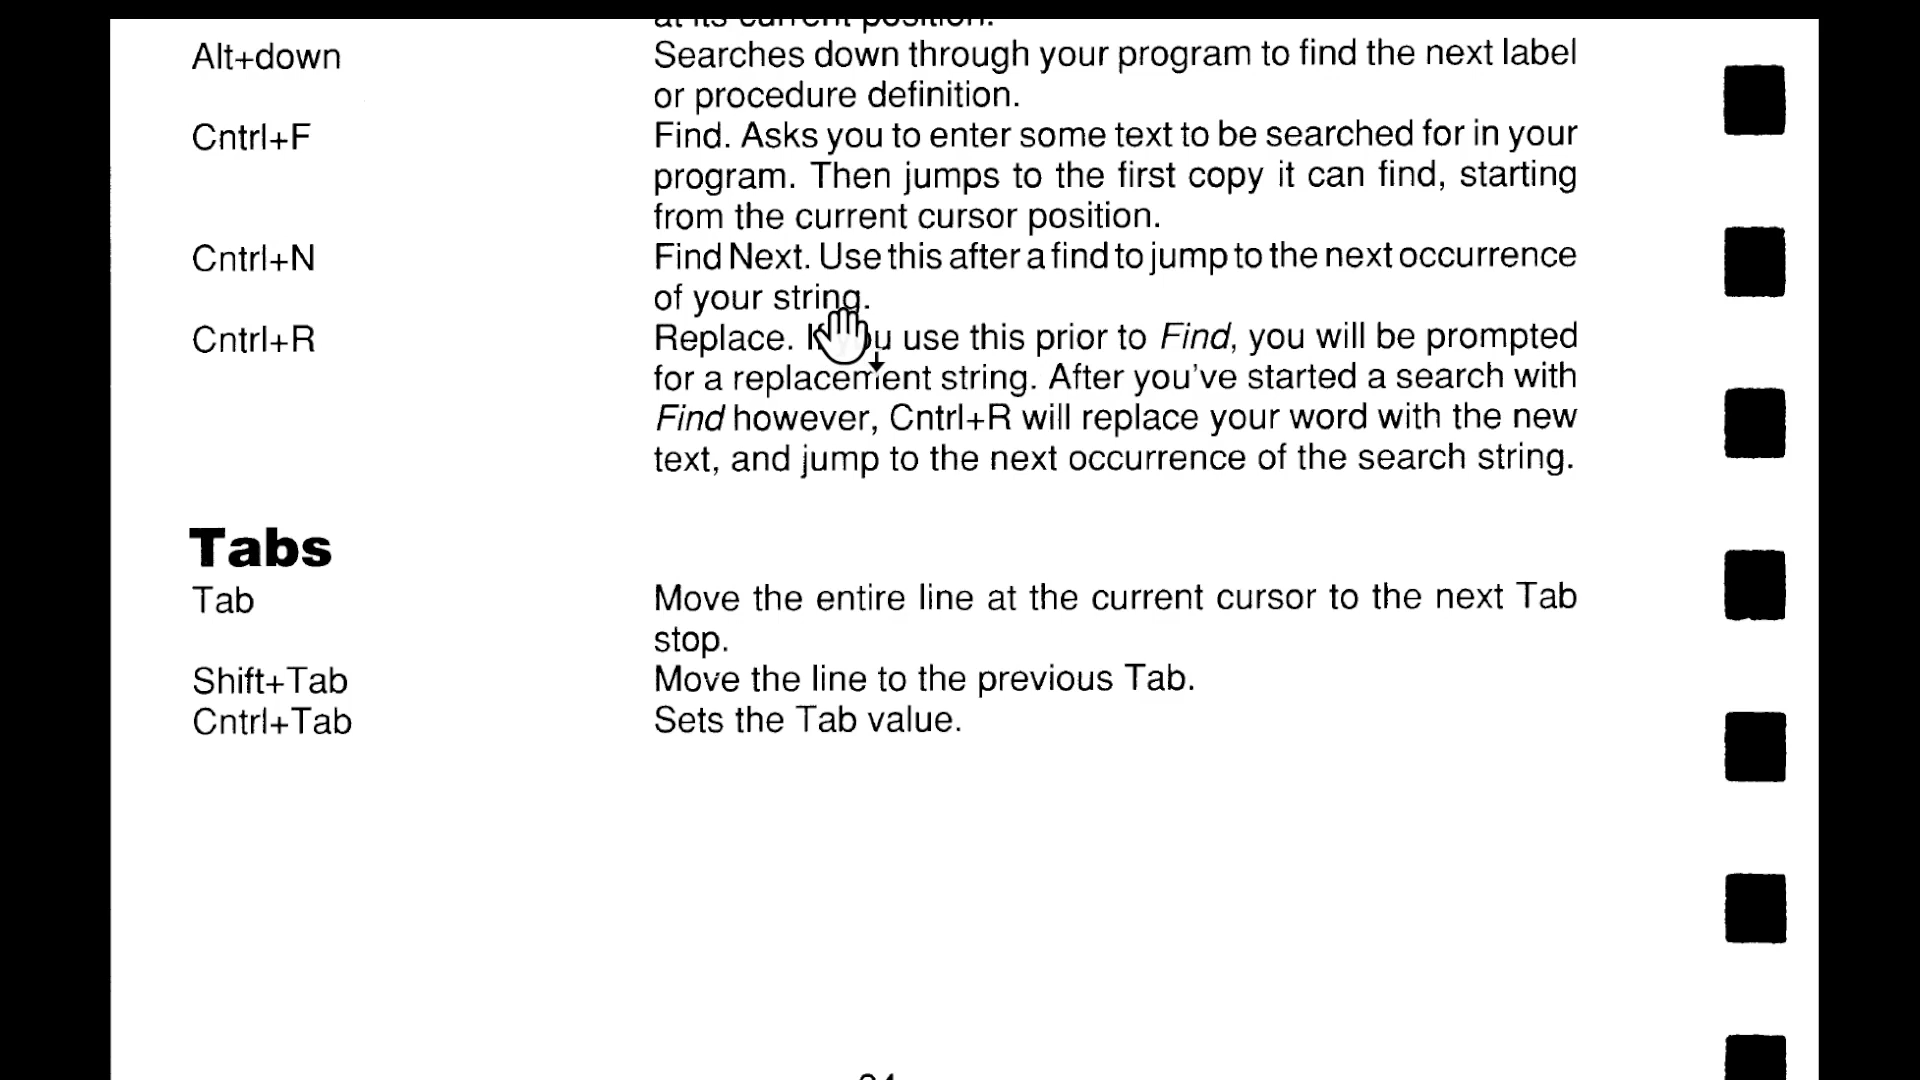 at its current position.
Alt+down Searches down through your program to find the next label
or procedure definition.
Cntrl+F Find. Asks you to enter some text to be searched for in your
program. Then jumps to the first copy it can find, starting
from the current cursor position.
Cntrl+N Find Next. Use this after a find to jump to the next occurrence
of your string.
Cntrl+R Replace. use this prior to Find, you will be prompted
for a replacement string. After you've started a search with
Find however, Cntrl+R will replace your word with the new
text, and jump to the next occurrence of the search string.
Tabs
Tab Move the entire line at the current cursor to the next Tab
stop.
Shift+Tab Move the line to the previous Tab.
Cntrl+Tab Sets the Tab value.